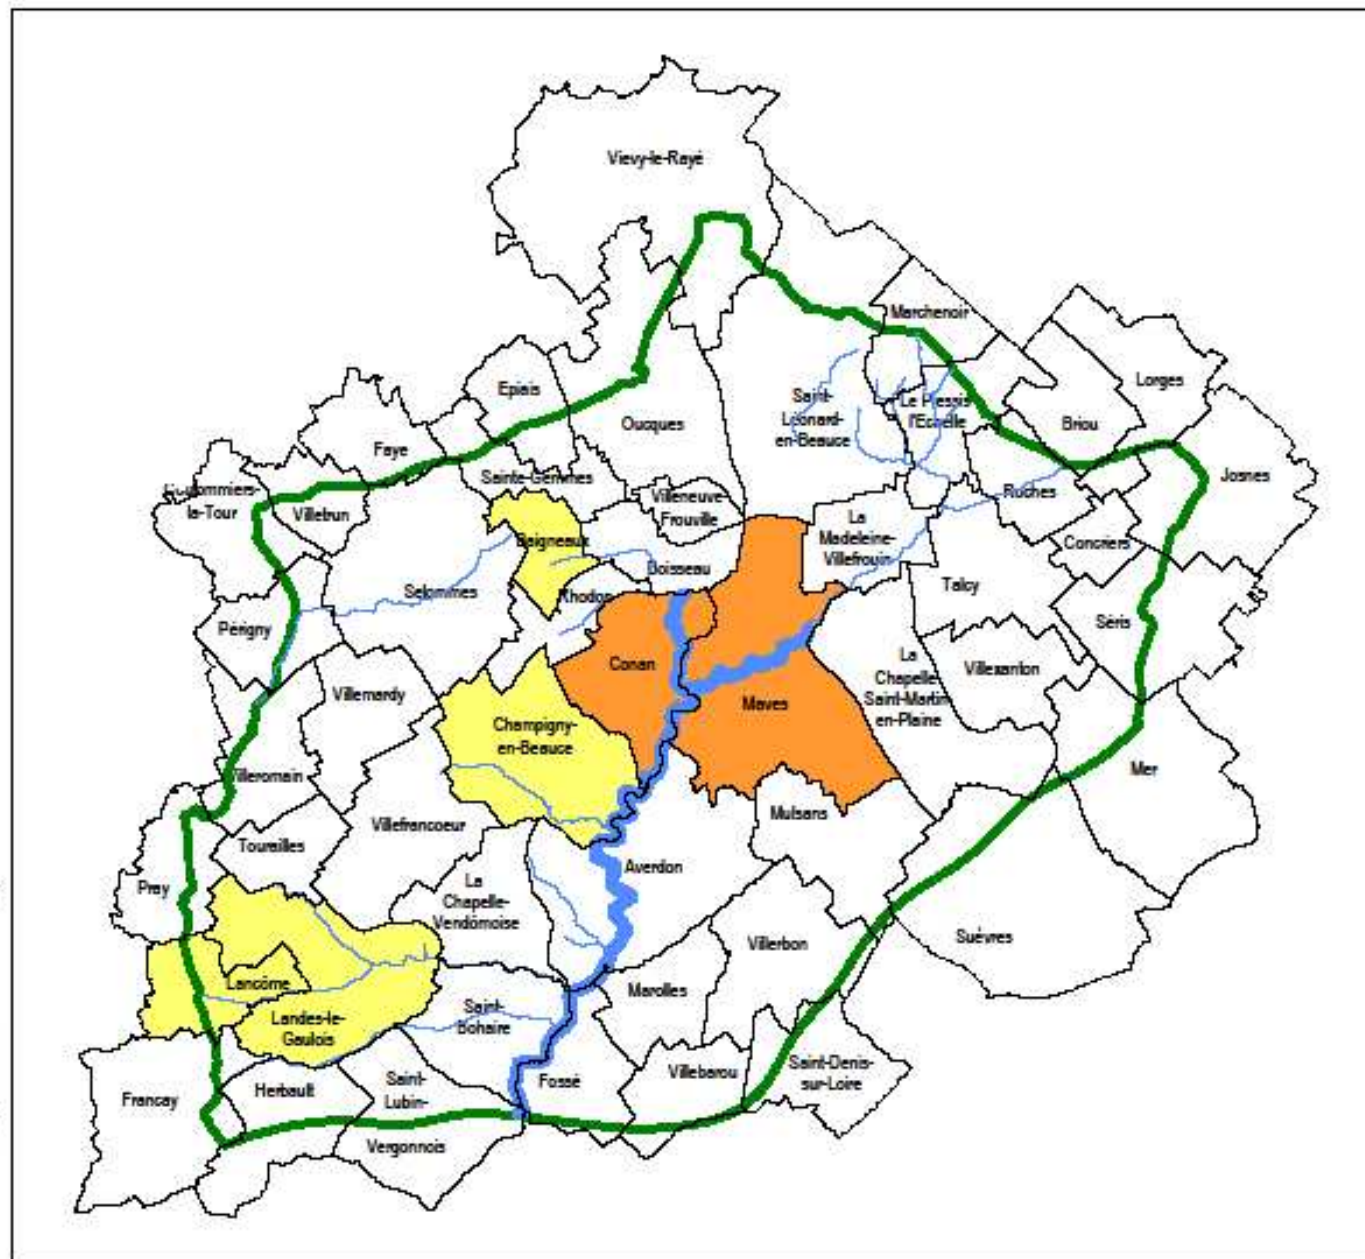 Vievy-le-Rayé
Marchenoir
Lorges
Epiais
Saint-
Léonard-
en-Beauce
Le Plessis
l'Echelle
Briou
Oucques
Faye
Josnes
Sainte-Gemmes
la-Tour
Villetrun
Villeneuve-
Frouville
Ruches
La
Madeleine-
Villefrouin
Concriers
Baigneaux
Boisseau
Selommes
Rhodon
Talcy
Périgny
Séris
Conan
La
Chapelle-
Saint-Martin
en-Plaine
Villexanton
Villemardy
Maves
Champigny-
en-Beauce
Villeromain
Mer
Mulsans
Villefrancoeur
Tourailles
Averdon
Pray
La
Chapelle-
Vendômoise
Villerbon
Suèvres
Lancôme
Marolles
Landes-le-
Gaulois
Saint-
Bohaire
Francay
Herbault
Saint-
Lubin-
Vergonnois
Fossé
Villebarou
Saint-Denis-
sur-Loire